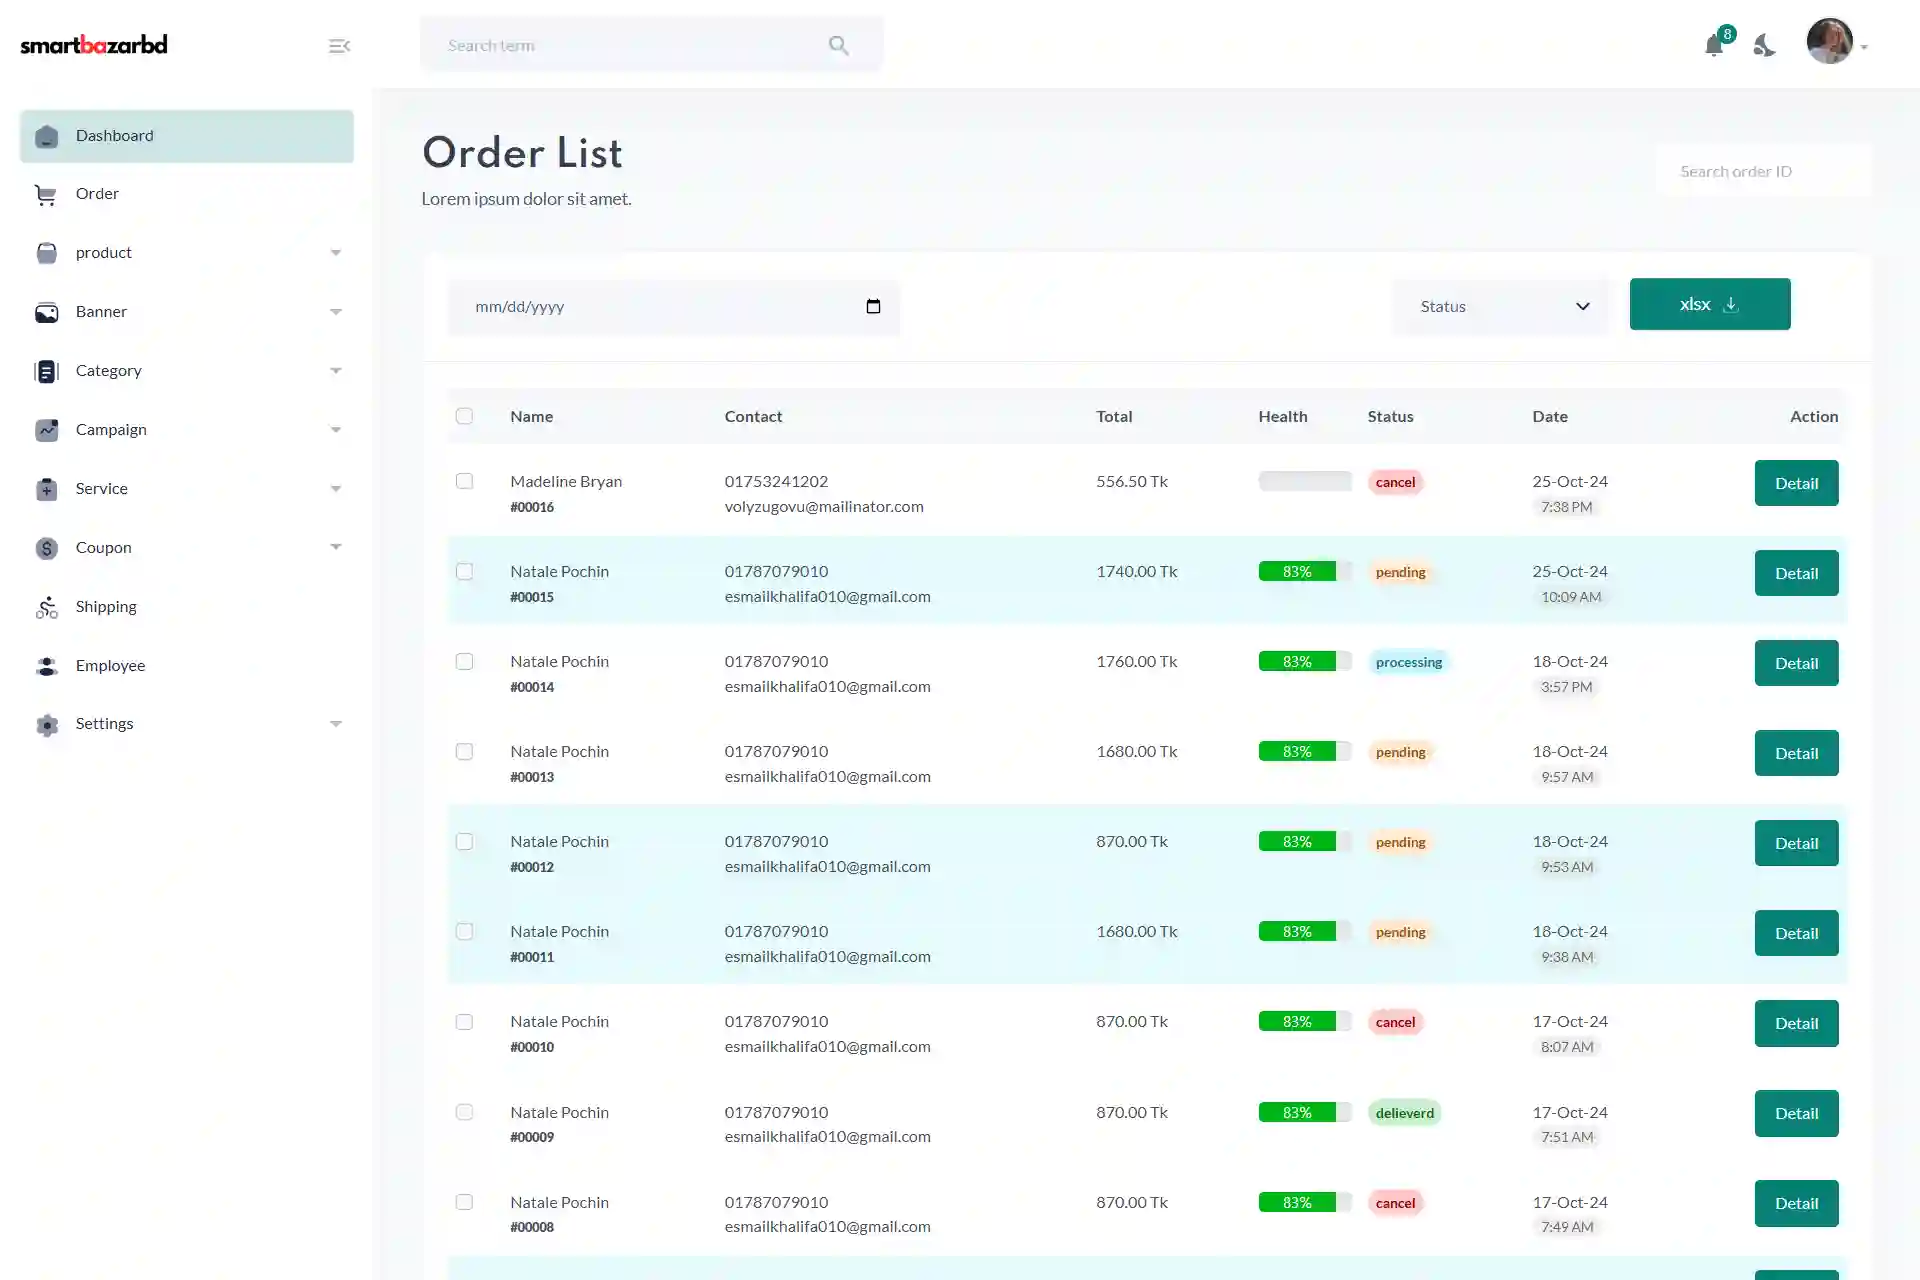 smartbazarbd
Search term
8
Dashboard
Order
product
Banner
Category
Campaign
Service
Coupon
Shipping
Employee
Settings
Order List
Lorem ipsum dolor sit amet.
Search order ID
mm/dd/yyyy
Status
xlsx
Name Contact Total Health Status Date Action
Madeline Bryan 01753241202 556.50 Tk cancel 25-Oct-24 Detail
#00016 volyzugovu@mailinator.com 7:38 PM
Natale Pochin 01787079010 1740.00 Tk 83% pending 25-Oct-24 Detail
#00015 esmailkhalifa010@gmail.com 10:09 AM
Natale Pochin 01787079010 1760.00 Tk 83% processing 18-Oct-24 Detail
#00014 esmailkhalifa010@gmail.com 3:57 PM
Natale Pochin 01787079010 1680.00 Tk 83% pending 18-Oct-24 Detail
#00013 esmailkhalifa010@gmail.com 9:57 AM
Natale Pochin 01787079010 870.00 Tk 83% pending 18-Oct-24 Detail
#00012 esmailkhalifa010@gmail.com 9:53 AM
Natale Pochin 01787079010 1680.00 Tk 83% pending 18-Oct-24 Detail
#00011 esmailkhalifa010@gmail.com 9:38 AM
Natale Pochin 01787079010 870.00 Tk 83% cancel 17-Oct-24 Detail
#00010 esmailkhalifa010@gmail.com 8:07 AM
Natale Pochin 01787079010 870.00 Tk 83% delieverd 17-Oct-24 Detail
#00009 esmailkhalifa010@gmail.com 7:51 AM
Natale Pochin 01787079010 870.00 Tk 83% cancel 17-Oct-24 Detail
#00008 esmailkhalifa010@gmail.com 7:49 AM